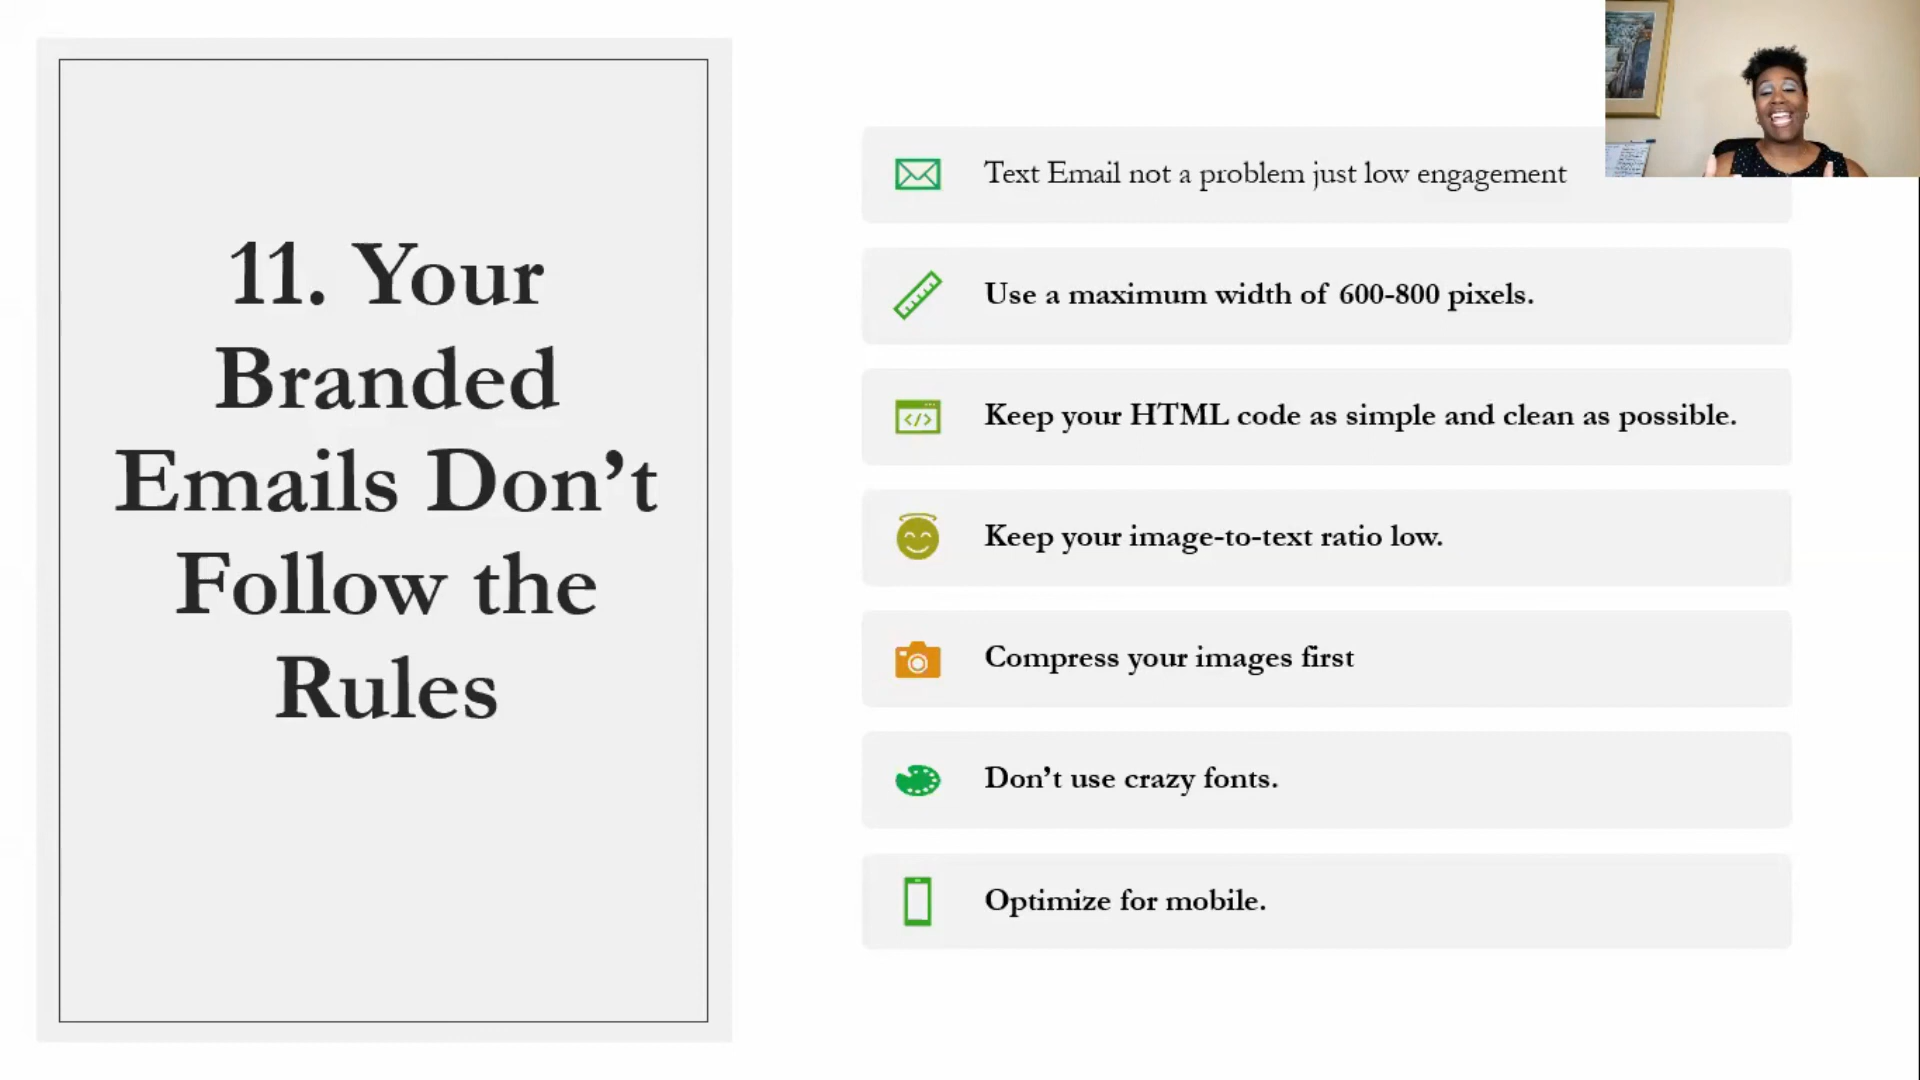 11. Your
Branded
Emails Don’t
Follow the
Rules
Text Email not a problem just low engagement
Use a maximum width of 600-800 pixels.
Keep your HTML code as simple and clean as possible.
Keep your image-to-text ratio low.
Compress your images first
Don’t use crazy fonts.
Optimize for mobile.